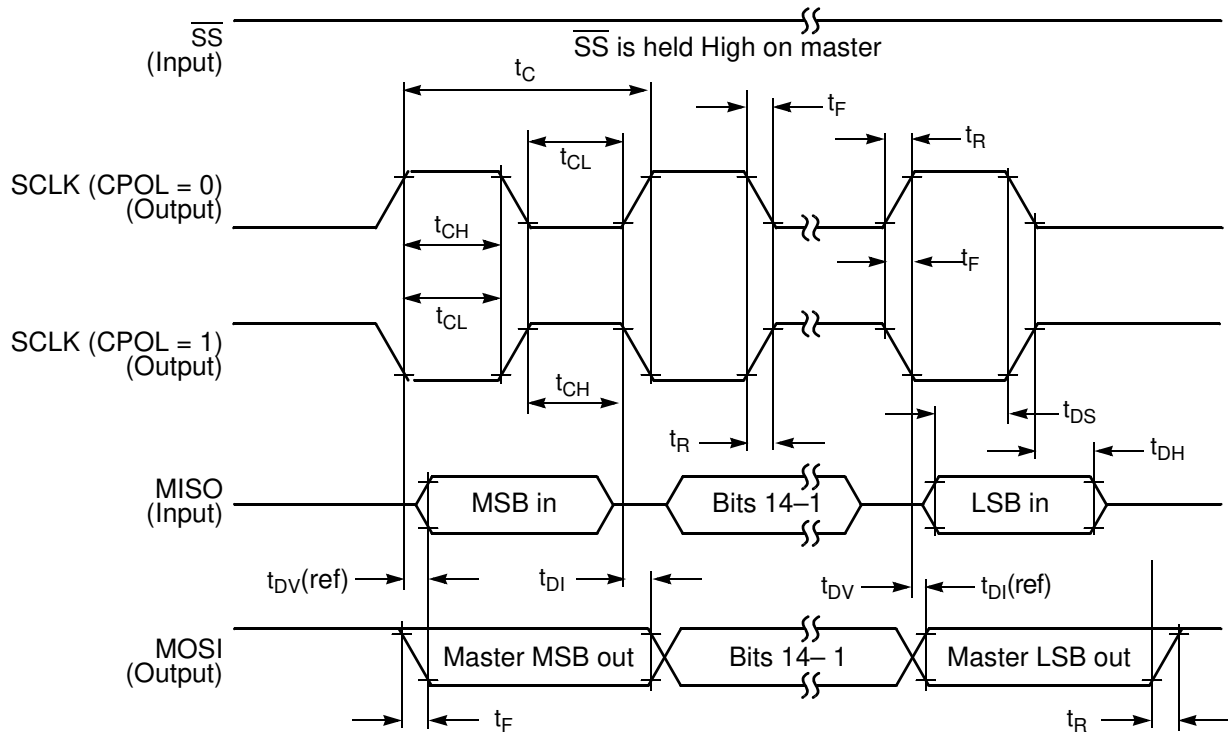 SS
(Input)
SS is held High on master
tC
tF
tR
tCL
SCLK (CPOL = 0)
(Output)
tCH
tF
tCL
SCLK (CPOL = 1)
(Output)
tCH
tDS
tR
tDH
MISO
(Input)
MSB in
Bits 14–1
LSB in
tDV(ref)
tDI
tDV
tDI(ref)
MOSI
(Output)
Master MSB out
Bits 14– 1
Master LSB out
tF
tR